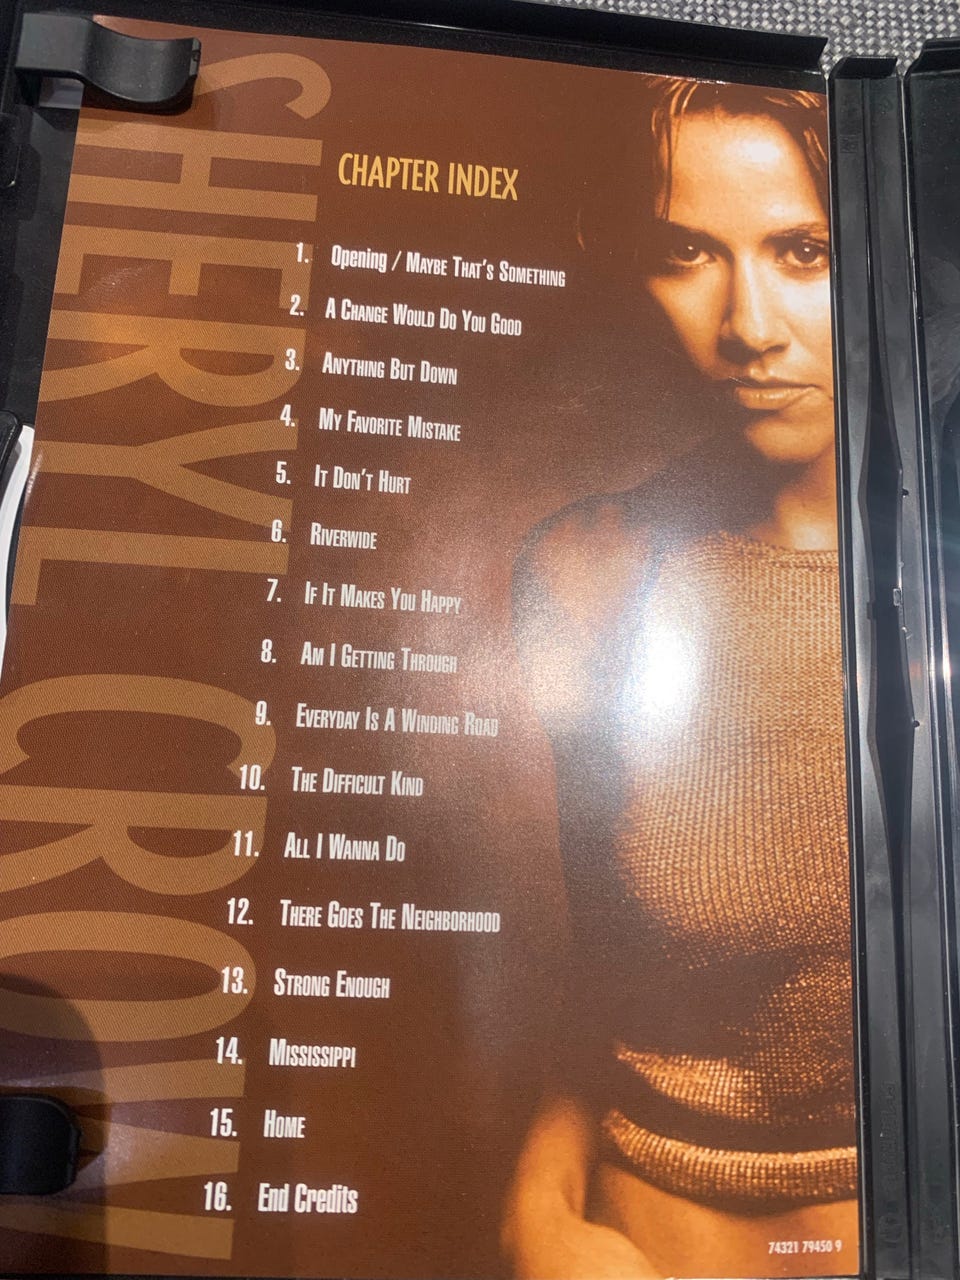 SHERYL CROW
CHAPTER INDEX
1. Opening / MAYBE THAT'S SOMETHING
2. A CHANGE WOULD DO YOU GOOD
3. ANYTHING BUT DOWN
4. MY FAVORITE MISTAKE
5. IT DON'T HURT
6. RIVERWIDE
7. IF IT MAKES YOU HAPPY
8. AM I GETTING THROUGH
9. EVERYDAY IS A WINDING ROAD
10. THE DIFFICULT KIND
11. ALL I WANNA DO
12. THERE GOES THE NEIGHBORHOOD
13. STRONG ENOUGH
14. MISSISSIPPI
15. HOME
16. End Credits
74321 79450 9